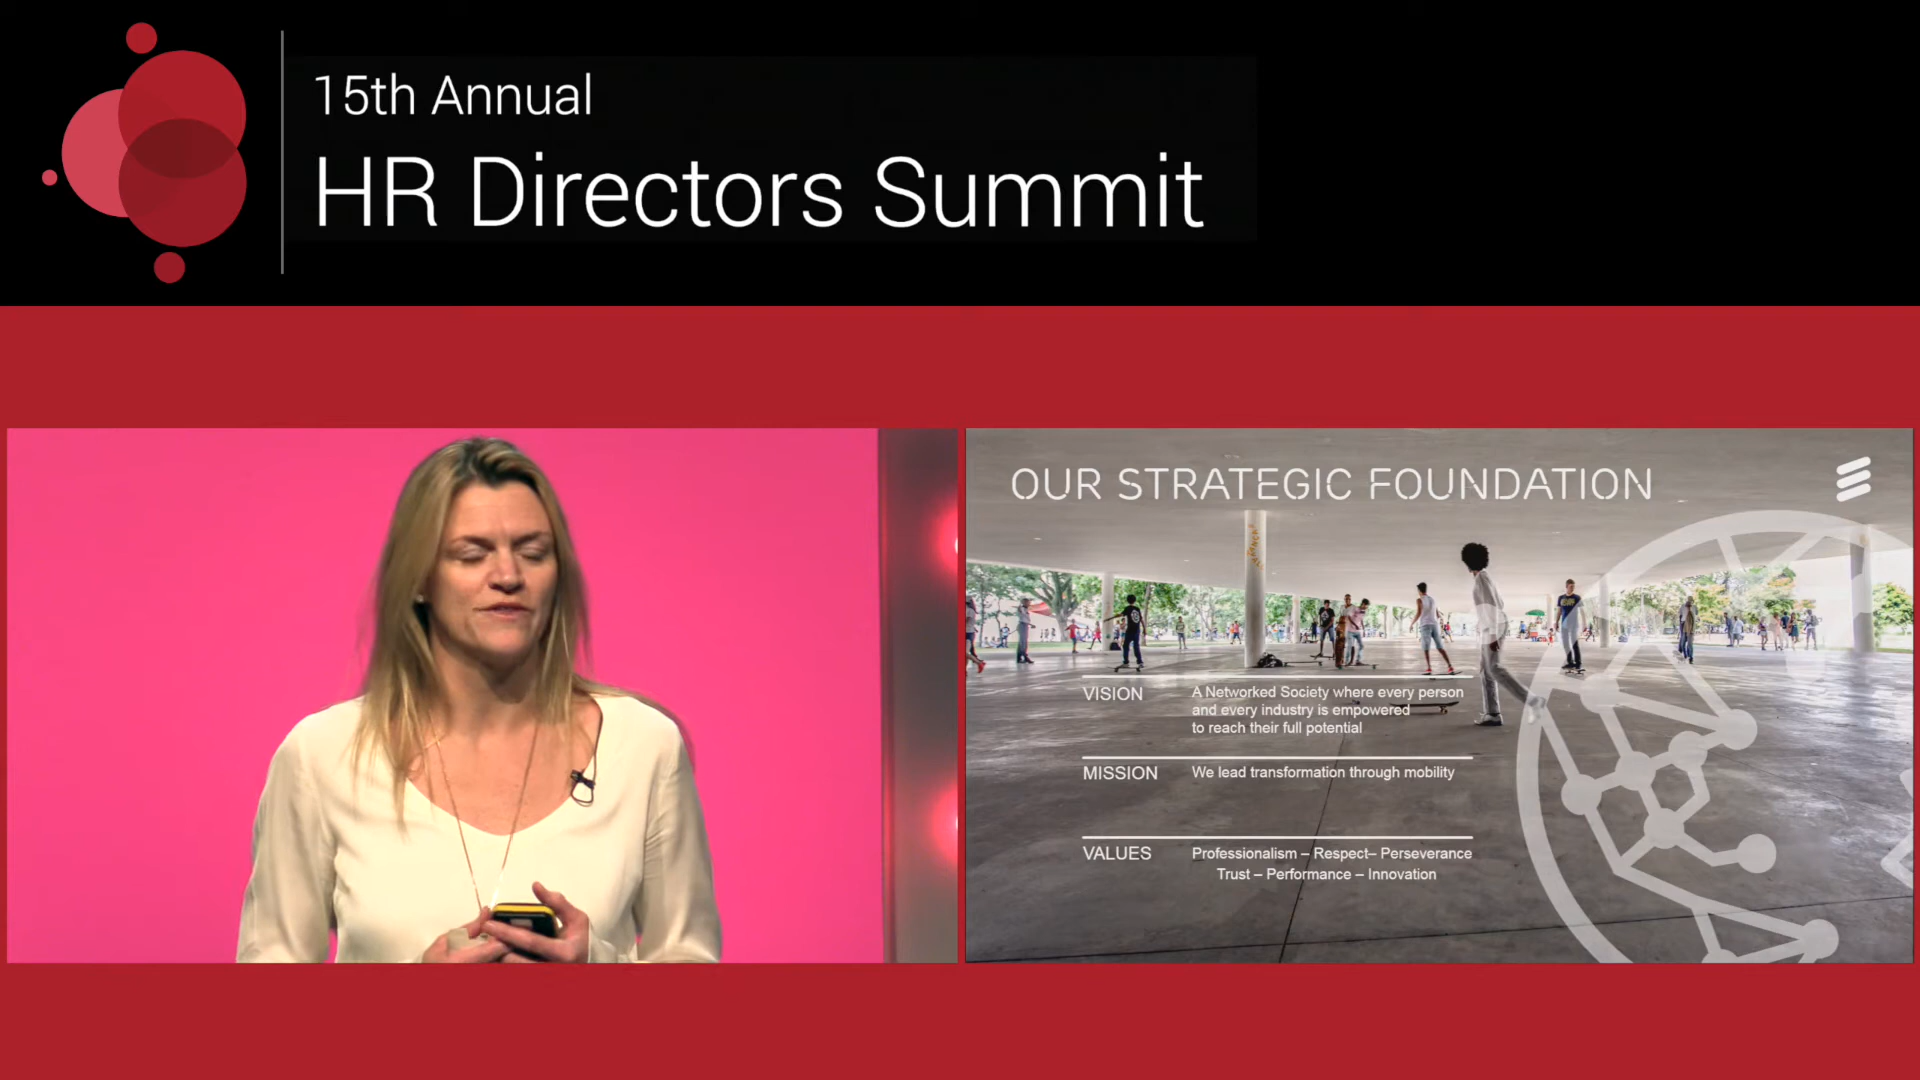 15th Annual
HR Directors Summit
OUR STRATEGIC FOUNDATION
VISION
A Networked Society where every person
and every industry is empowered
to reach their full potential
MISSION
We lead transformation through mobility
VALUES
Professionalism – Respect– Perseverance
Trust – Performance – Innovation